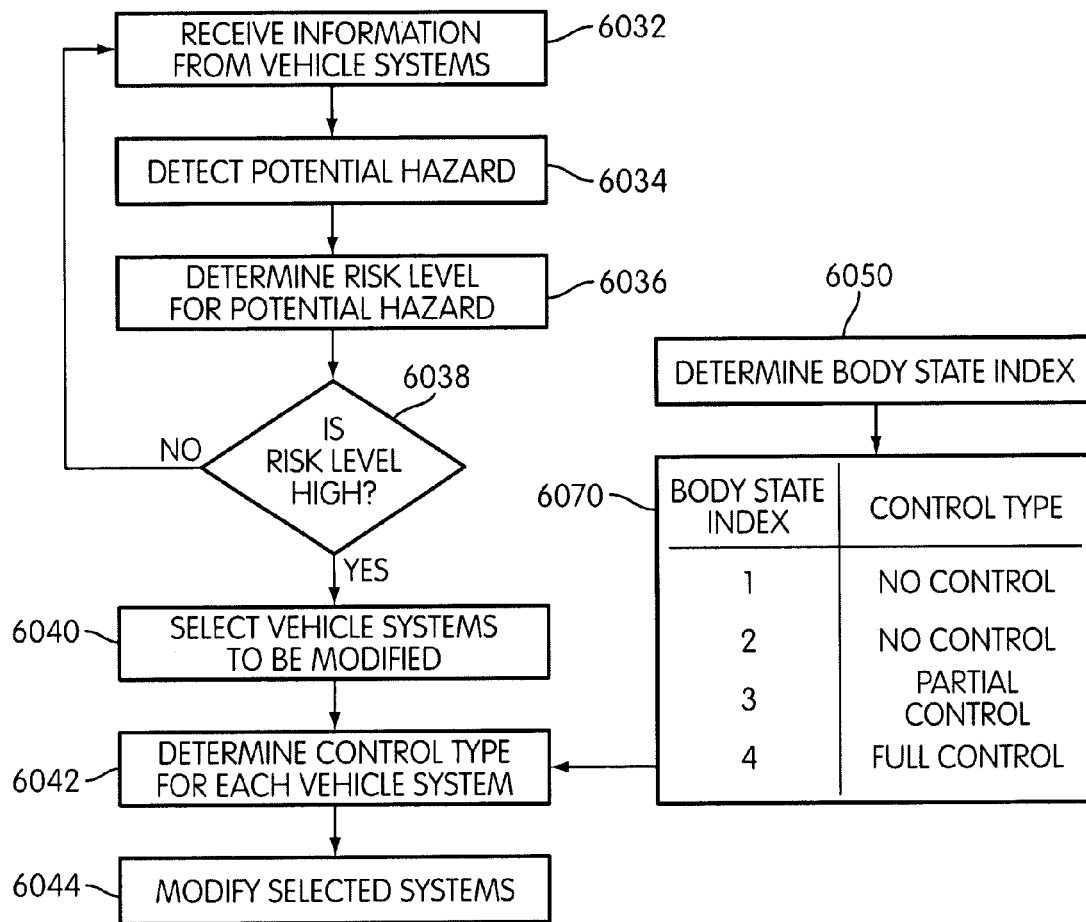 RECEIVE INFORMATION
FROM VEHICLE SYSTEMS
6032
DETECT POTENTIAL HAZARD
6034
DETERMINE RISK LEVEL
FOR POTENTIAL HAZARD
6036
6038
IS
RISK LEVEL
HIGH?
NO
YES
6040
SELECT VEHICLE SYSTEMS
TO BE MODIFIED
6042
DETERMINE CONTROL TYPE
FOR EACH VEHICLE SYSTEM
6044
MODIFY SELECTED SYSTEMS
6050
DETERMINE BODY STATE INDEX
6070
BODY STATE
INDEX
CONTROL TYPE
1 NO CONTROL
2 NO CONTROL
3 PARTIAL
CONTROL
4 FULL CONTROL